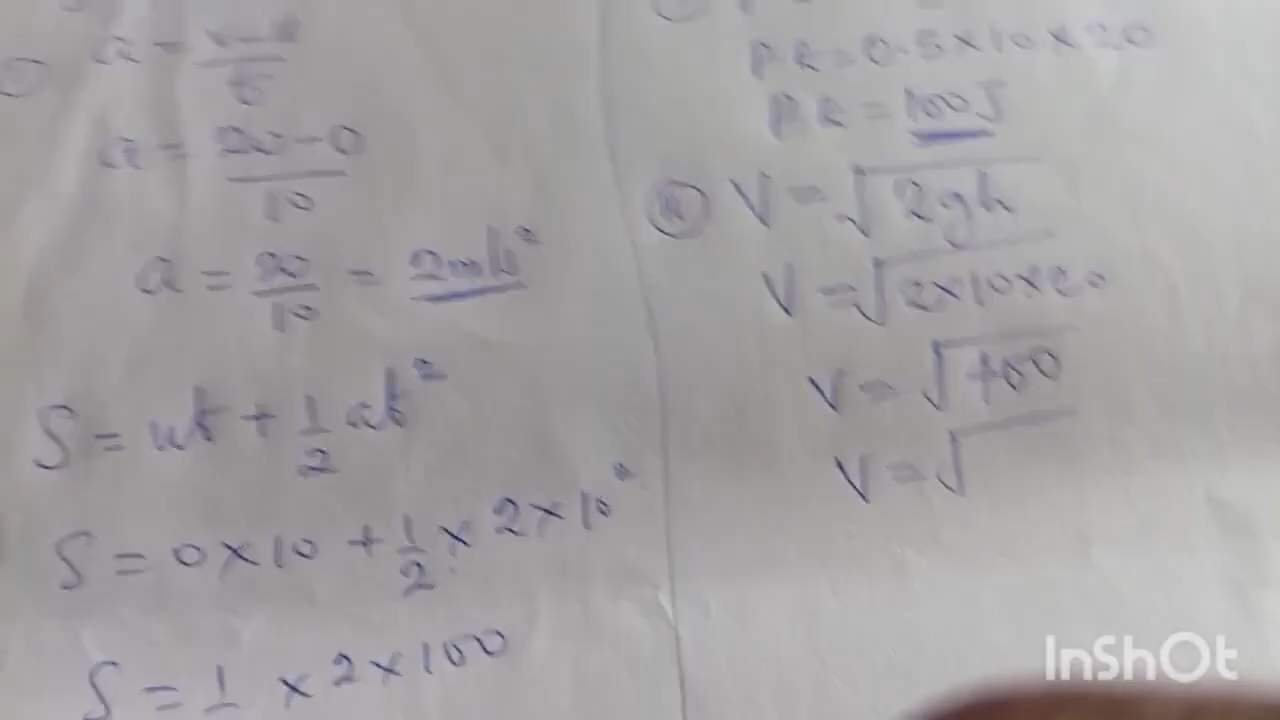 a = v-u
t
a = 20-0
10
a = 20/10 = 2m/s²
S = ut + 1/2 at²
S = 0×10 + 1/2 × 2×10²
S = 1 × 2×100
PE = 0.5×10×20
PE = 100J
V = √2gh
V = √2×10×20
V = √400
V = √
InShOt